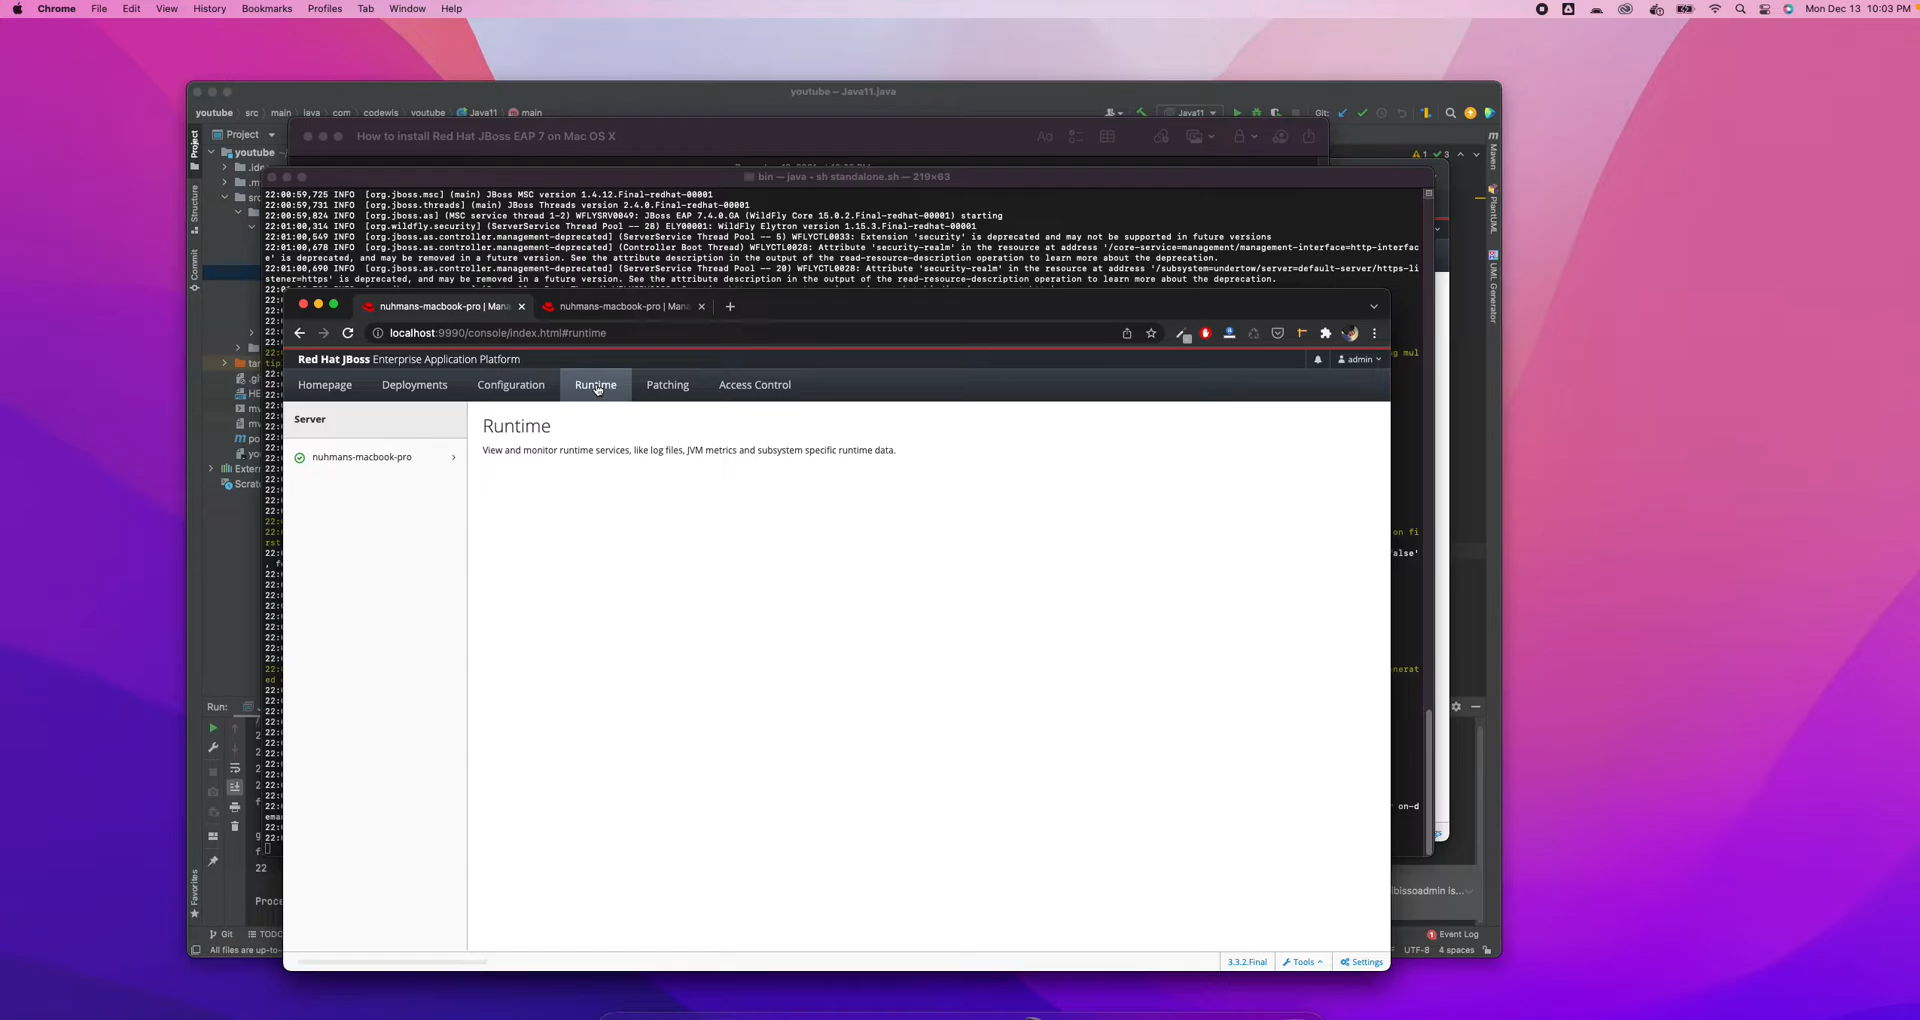 Chrome File Edit View History Bookmarks Profiles Tab Window Help
Mon Dec 13 10:03 PM
youtube – Java11.java
youtube src main java com codewis youtube Java11 main
Java11
Git:
Project
How to install Red Hat JBoss EAP 7 on Mac OS X
Aa
1 3
youtube
bin — java - sh standalone.sh — 219×63
22:00:59,725 INFO [org.jboss.msc] (main) JBoss MSC version 1.4.12.Final-redhat-00001
22:00:59,731 INFO [org.jboss.threads] (main) JBoss Threads version 2.4.0.Final-redhat-00001
22:00:59,824 INFO [org.jboss.as] (MSC service thread 1-2) WFLYSRV0049: JBoss EAP 7.4.0.GA (WildFly Core 15.0.2.Final-redhat-00001) starting
22:01:00,314 INFO [org.wildfly.security] (ServerService Thread Pool -- 28) ELY00001: WildFly Elytron version 1.15.3.Final-redhat-00001
22:01:00,549 INFO [org.jboss.as.controller.management-deprecated] (ServerService Thread Pool -- 5) WFLYCTL0033: Extension 'security' is deprecated and may not be supported in future versions
22:01:00,678 INFO [org.jboss.as.controller.management-deprecated] (Controller Boot Thread) WFLYCTL0028: Attribute 'security-realm' in the resource at address '/core-service=management/management-interface=http-interfac
e' is deprecated, and may be removed in a future version. See the attribute description in the output of the read-resource-description operation to learn more about the deprecation.
22:01:00,690 INFO [org.jboss.as.controller.management-deprecated] (ServerService Thread Pool -- 20) WFLYCTL0028: Attribute 'security-realm' in the resource at address '/subsystem=undertow/server=default-server/https-li
stener=https' is deprecated, and may be removed in a future version. See the attribute description in the output of the read-resource-description operation to learn more about the deprecation.
nuhmans-macbook-pro | Mana
nuhmans-macbook-pro | Mana
localhost:9990/console/index.html#runtime
Red Hat JBoss Enterprise Application Platform
admin
Homepage Deployments Configuration Runtime Patching Access Control
Server
nuhmans-macbook-pro
Runtime
View and monitor runtime services, like log files, JVM metrics and subsystem specific runtime data.
3.3.2.Final Tools Settings
Project
Structure
Commit
Favorites
Maven
PlantUML
UML Generator
Run:
22
Proce
Git TODO
All files are up-to-
ibissoadmin is...
1 Event Log
UTF-8 4 spaces